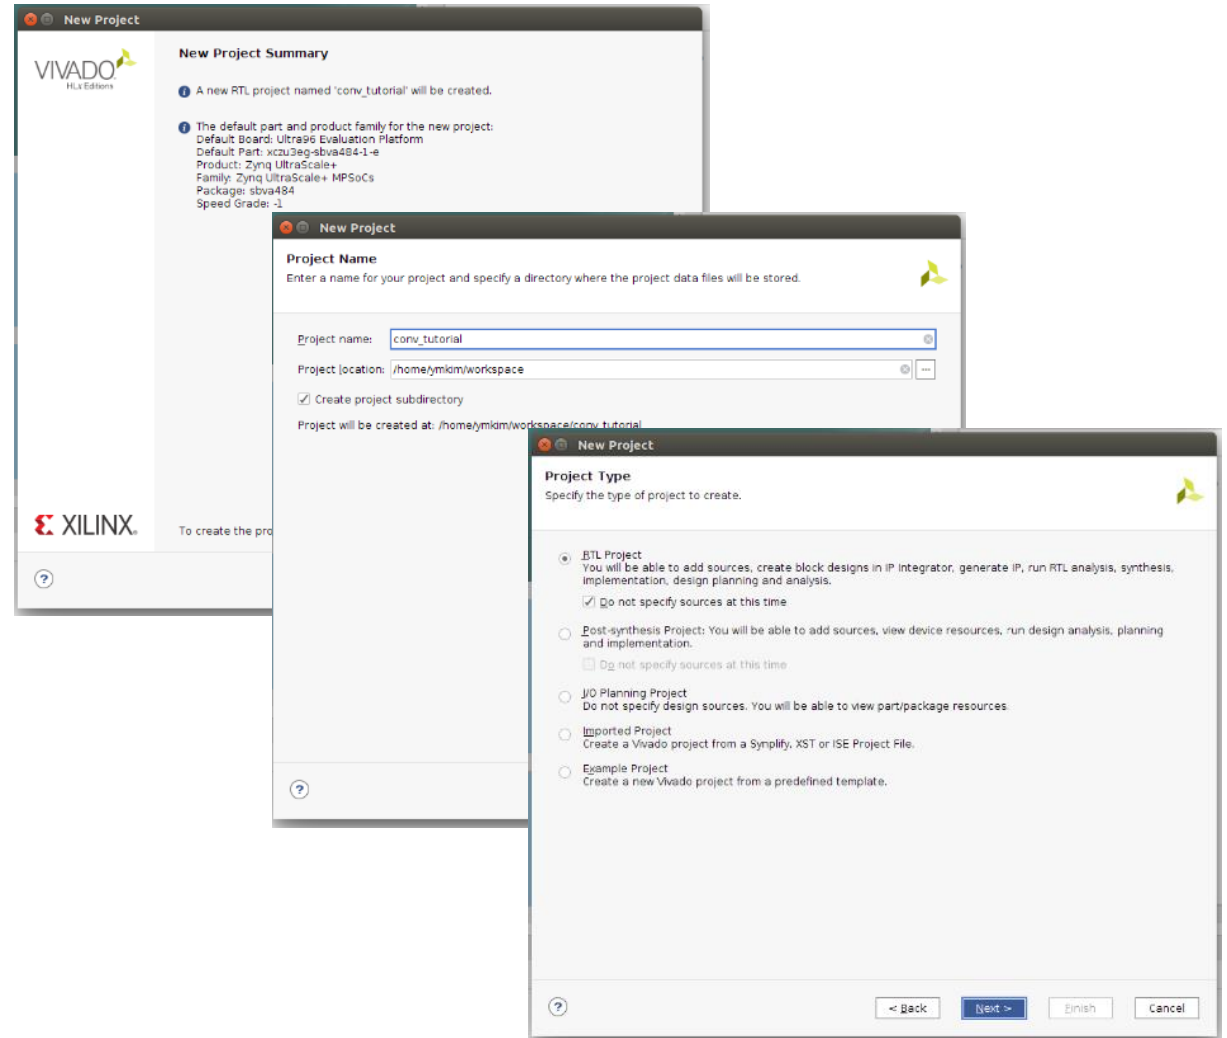 New Project
VIVADO
HLx Editions
New Project Summary
A new RTL project named 'conv_tutorial' will be created.
The default part and product family for the new project:
Default Board: Ultra96 Evaluation Platform
Default Part: xczu3eg-sbva484-1-e
Product: Zynq UltraScale+
Family: Zynq UltraScale+ MPSoCs
Package: sbva484
Speed Grade: -1
XILINX
To create the pro
?
New Project
Project Name
Enter a name for your project and specify a directory where the project data files will be stored.
Project name: conv_tutorial
Project location: /home/ymkim/workspace ...
Create project subdirectory
Project will be created at: /home/ymkim/workspace/conv_tutorial
?
New Project
Project Type
Specify the type of project to create.
RTL Project
You will be able to add sources, create block designs in IP Integrator, generate IP, run RTL analysis, synthesis,
implementation, design planning and analysis.
Do not specify sources at this time
Post-synthesis Project: You will be able to add sources, view device resources, run design analysis, planning
and implementation.
Do not specify sources at this time
I/O Planning Project
Do not specify design sources. You will be able to view part/package resources.
Imported Project
Create a Vivado project from a Synplify, XST or ISE Project File.
Example Project
Create a new Vivado project from a predefined template.
?
< Back
Next >
Finish
Cancel